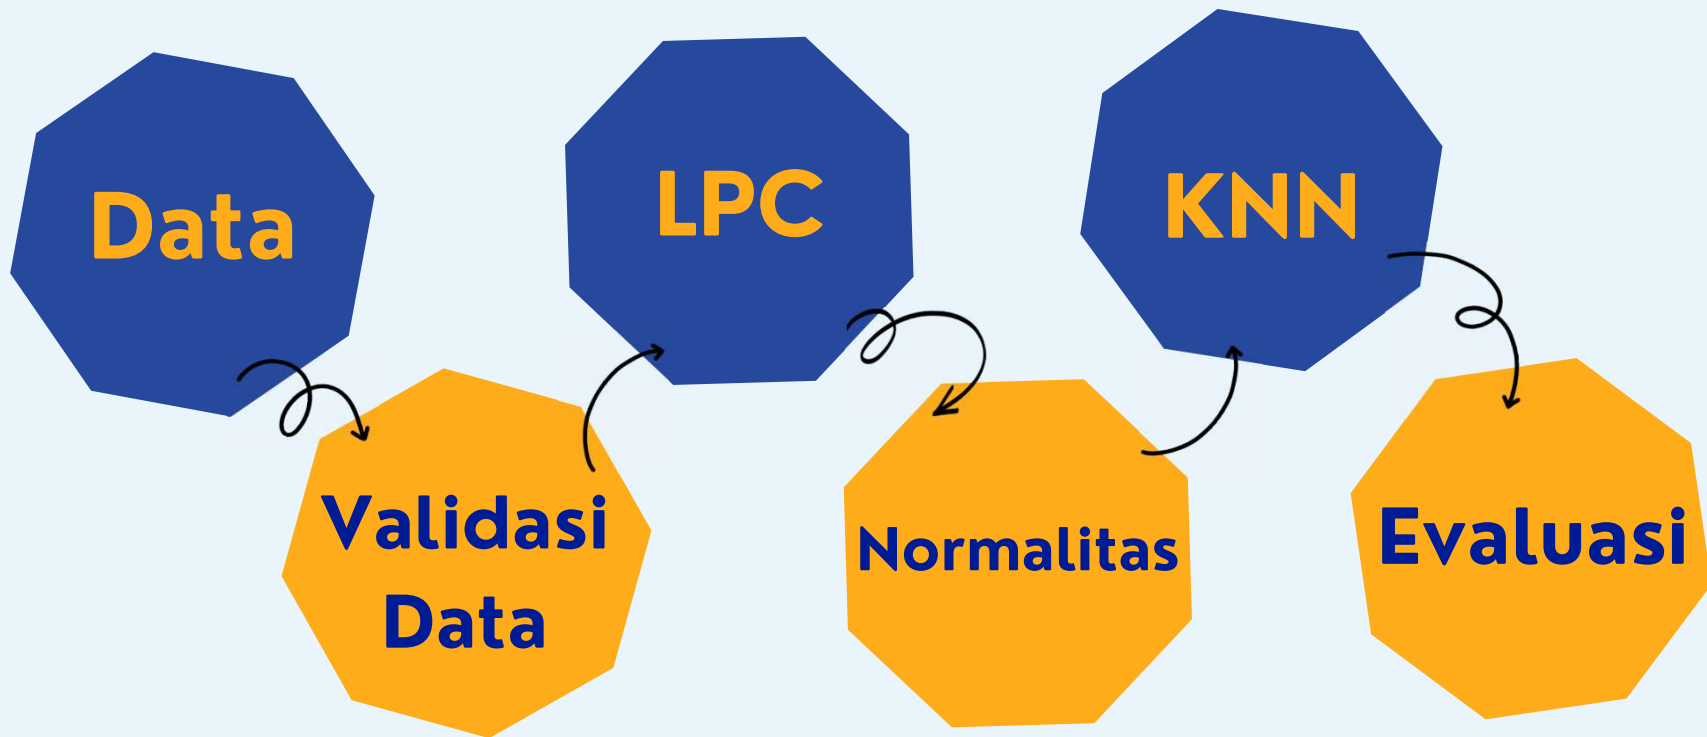 Data
Validasi
Data
LPC
Normalitas
KNN
Evaluasi